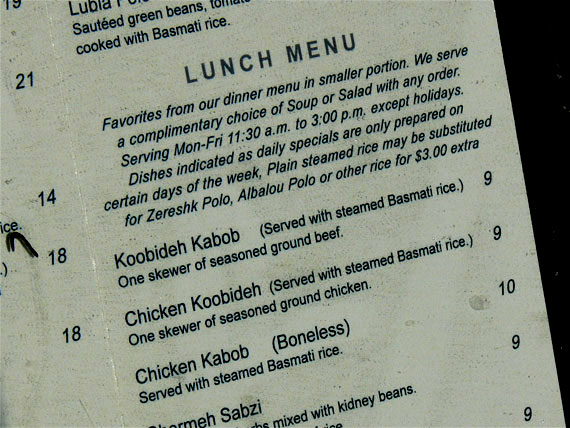 19
Sautéed green beans,
cooked with Basmati rice.
21
LUNCH MENU
Favorites from our dinner menu in smaller portion. We serve
a complimentary choice of Soup or Salad with any order.
Serving Mon-Fri 11:30 a.m. to 3:00 p.m. except holidays.
Dishes indicated as daily specials are only prepared on
certain days of the week, Plain steamed rice may be substituted
for Zereshk Polo, Albalou Polo or other rice for $3.00 extra
14
18
18
Koobideh Kabob (Served with steamed Basmati rice.) 9
One skewer of seasoned ground beef.
Chicken Koobideh (Served with steamed Basmati rice.) 9
One skewer of seasoned ground chicken.
Chicken Kabob (Boneless) 10
Served with steamed Basmati rice.
Sabzi 9
mixed with kidney beans.
9